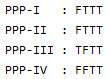 PPP-I   : FTTT
PPP-II  : FTTT
PPP-III : TFTT
PPP-IV  : FFTT